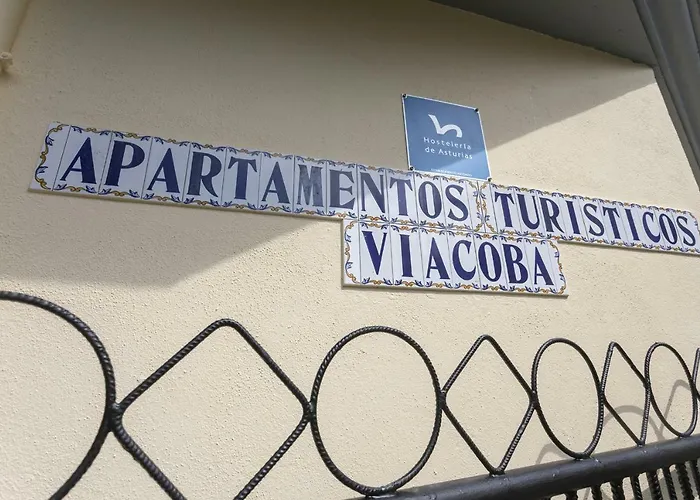 Hostelería
de Asturias
APARTAMENTOS TURISTICOS
VIACOBA